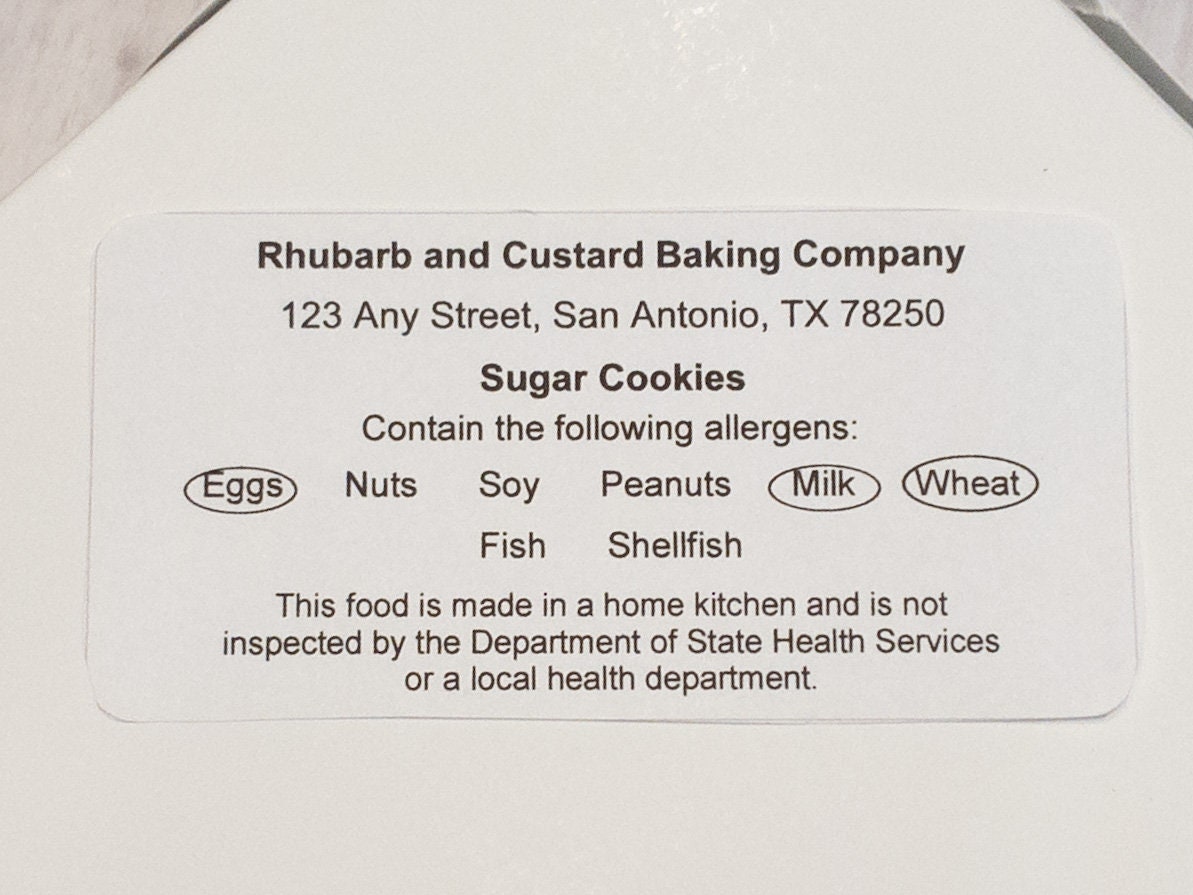 Rhubarb and Custard Baking Company
123 Any Street, San Antonio, TX 78250
Sugar Cookies
Contain the following allergens:
Eggs Nuts Soy Peanuts Milk Wheat
Fish Shellfish
This food is made in a home kitchen and is not
inspected by the Department of State Health Services
or a local health department.